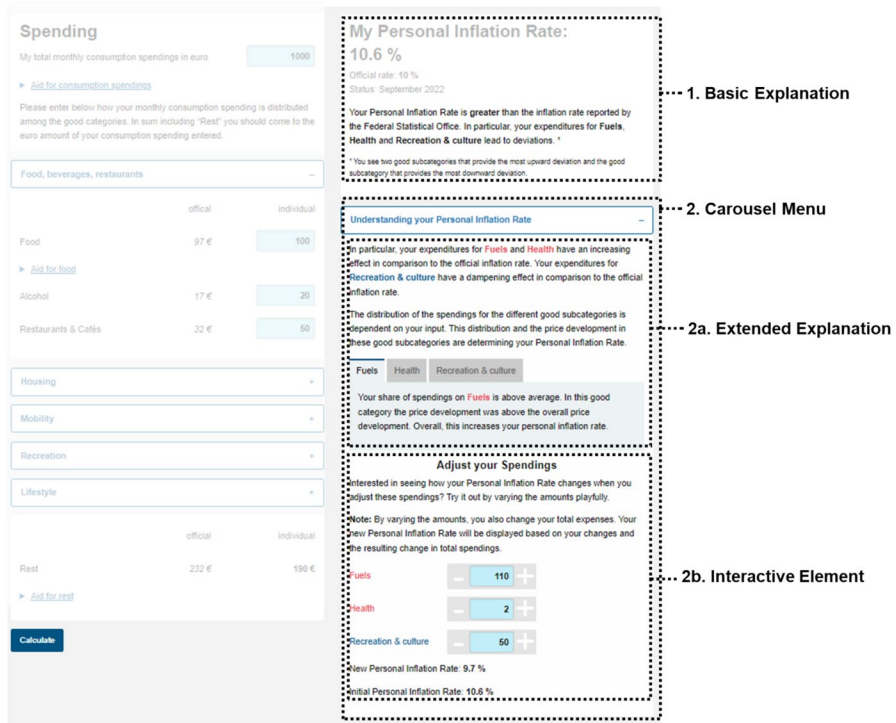 Spending
My total monthly consumption spendings in euro 1000
► Aid for consumption spendings
Please enter below how your monthly consumption spending is distributed
among the good categories. In sum including "Rest" you should come to the
euro amount of your consumption spending entered.
Food, beverages, restaurants –
offical individual
Food 97 € 100
► Aid for food
Alcohol 17 € 20
Restaurants & Cafés 32 € 50
Housing +
Mobility +
Recreation +
Lifestyle +
official individual
Rest 232 € 190 €
► Aid for rest
Calculate
My Personal Inflation Rate:
10.6 %
Official rate: 10 %
Status: September 2022
Your Personal Inflation Rate is greater than the inflation rate reported by
the Federal Statistical Office. In particular, your expenditures for Fuels,
Health and Recreation & culture lead to deviations. *
* You see two good subcategories that provide the most upward deviation and the good
subcategory that provides the most downward deviation.
1. Basic Explanation
2. Carousel Menu
Understanding your Personal Inflation Rate –
In particular, your expenditures for Fuels and Health have an increasing
effect in comparison to the official inflation rate. Your expenditures for
Recreation & culture have a dampening effect in comparison to the official
inflation rate.
The distribution of the spendings for the different good subcategories is
dependent on your input. This distribution and the price development in
these good subcategories are determining your Personal Inflation Rate.
2a. Extended Explanation
Fuels Health Recreation & culture
Your share of spendings on Fuels is above average. In this good
category the price development was above the overall price
development. Overall, this increases your personal inflation rate.
Adjust your Spendings
Interested in seeing how your Personal Inflation Rate changes when you
adjust these spendings? Try it out by varying the amounts playfully.
Note: By varying the amounts, you also change your total expenses. Your
new Personal Inflation Rate will be displayed based on your changes and
the resulting change in total spendings.
2b. Interactive Element
Fuels – 110 +
Health – 2 +
Recreation & culture – 50 +
New Personal Inflation Rate: 9.7 %
Initial Personal Inflation Rate: 10.6 %